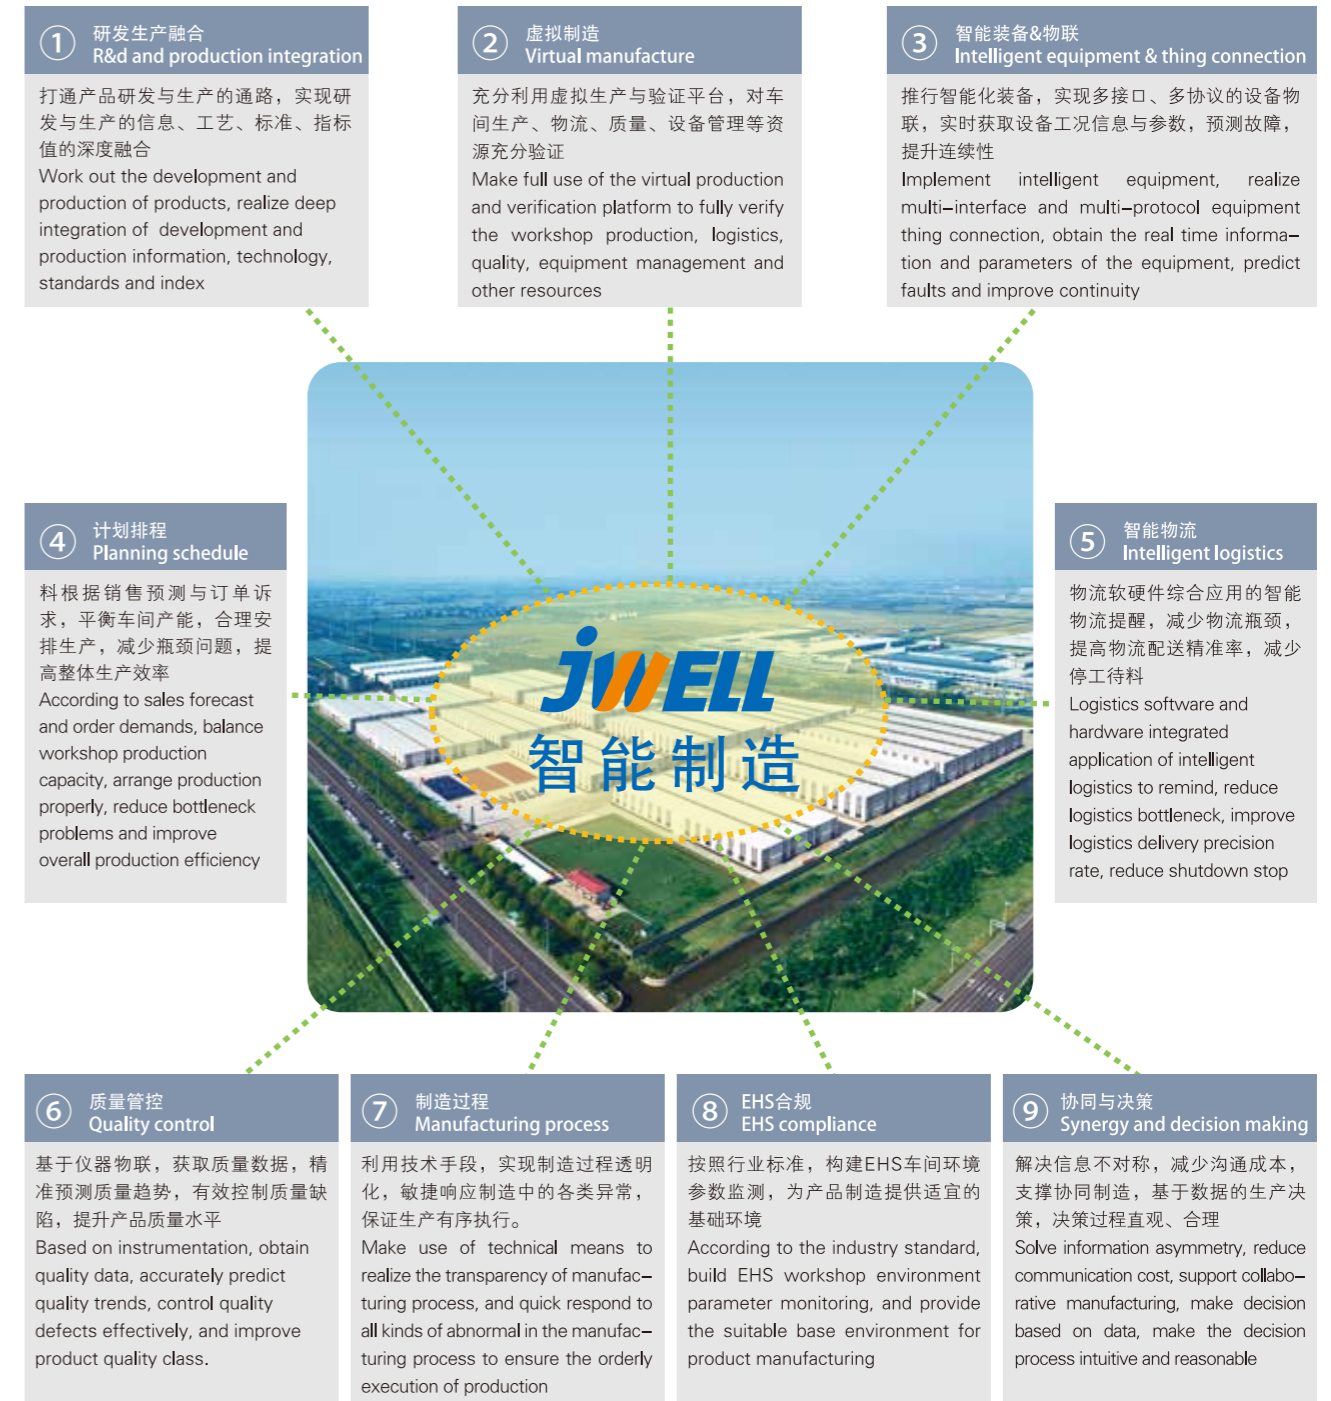 ① 研发生产融合
R&d and production integration
打通产品研发与生产的通路，实现研
发与生产的信息、工艺、标准、指标
值的深度融合
Work out the development and
production of products, realize deep
integration of development and
production information, technology,
standards and index
② 虚拟制造
Virtual manufacture
充分利用虚拟生产与验证平台，对车
间生产、物流、质量、设备管理等资
源充分验证
Make full use of the virtual production
and verification platform to fully verify
the workshop production, logistics,
quality, equipment management and
other resources
③ 智能装备&物联
Intelligent equipment & thing connection
推行智能化装备，实现多接口、多协议的设备物
联，实时获取设备工况信息与参数，预测故障，
提升连续性
Implement intelligent equipment, realize
multi-interface and multi-protocol equipment
thing connection, obtain the real time informa-
tion and parameters of the equipment, predict
faults and improve continuity
④ 计划排程
Planning schedule
料根据销售预测与订单诉
求，平衡车间产能，合理安
排生产，减少瓶颈问题，提
高整体生产效率
According to sales forecast
and order demands, balance
workshop production
capacity, arrange production
properly, reduce bottleneck
problems and improve
overall production efficiency
JWELL
智能制造
JWELL
⑤ 智能物流
Intelligent logistics
物流软硬件综合应用的智能
物流提醒，减少物流瓶颈，
提高物流配送精准率，减少
停工待料
Logistics software and
hardware integrated
application of intelligent
logistics to remind, reduce
logistics bottleneck, improve
logistics delivery precision
rate, reduce shutdown stop
⑥ 质量管控
Quality control
基于仪器物联，获取质量数据，精
准预测质量趋势，有效控制质量缺
陷，提升产品质量水平
Based on instrumentation, obtain
quality data, accurately predict
quality trends, control quality
defects effectively, and improve
product quality class.
⑦ 制造过程
Manufacturing process
利用技术手段，实现制造过程透明
化，敏捷响应制造中的各类异常，
保证生产有序执行。
Make use of technical means to
realize the transparency of manufac-
turing process, and quick respond to
all kinds of abnormal in the manufac-
turing process to ensure the orderly
execution of production
⑧ EHS合规
EHS compliance
按照行业标准，构建EHS车间环境
参数监测，为产品制造提供适宜的
基础环境
According to the industry standard,
build EHS workshop environment
parameter monitoring, and provide
the suitable base environment for
product manufacturing
⑨ 协同与决策
Synergy and decision making
解决信息不对称，减少沟通成本，
支撑协同制造，基于数据的生产决
策，决策过程直观、合理
Solve information asymmetry, reduce
communication cost, support collabo-
rative manufacturing, make decision
based on data, make the decision
process intuitive and reasonable